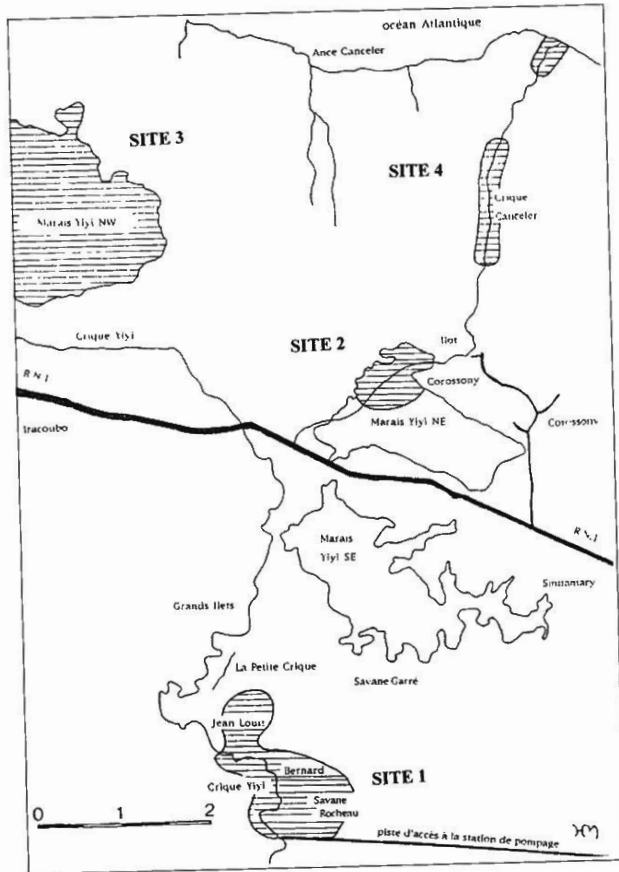 océan Atlantique
Ance Canceler
SITE 3
SITE 4
Crique
Canceler
Marais Yiyi NW
Crique Yiyi
SITE 2
Ilot
Corossony
R N.1
Marais Yiyi NE
Corossony
Iracoubo
R N.1
Marais
Yiyi SE
Sinnamary
Grands Ilets
La Petite Crique
Savane Garré
Jean Louis
Bernard
SITE 1
Crique Yiyi
Savane
Rocheau
0 1 2
piste d'accès à la station de pompage
HM